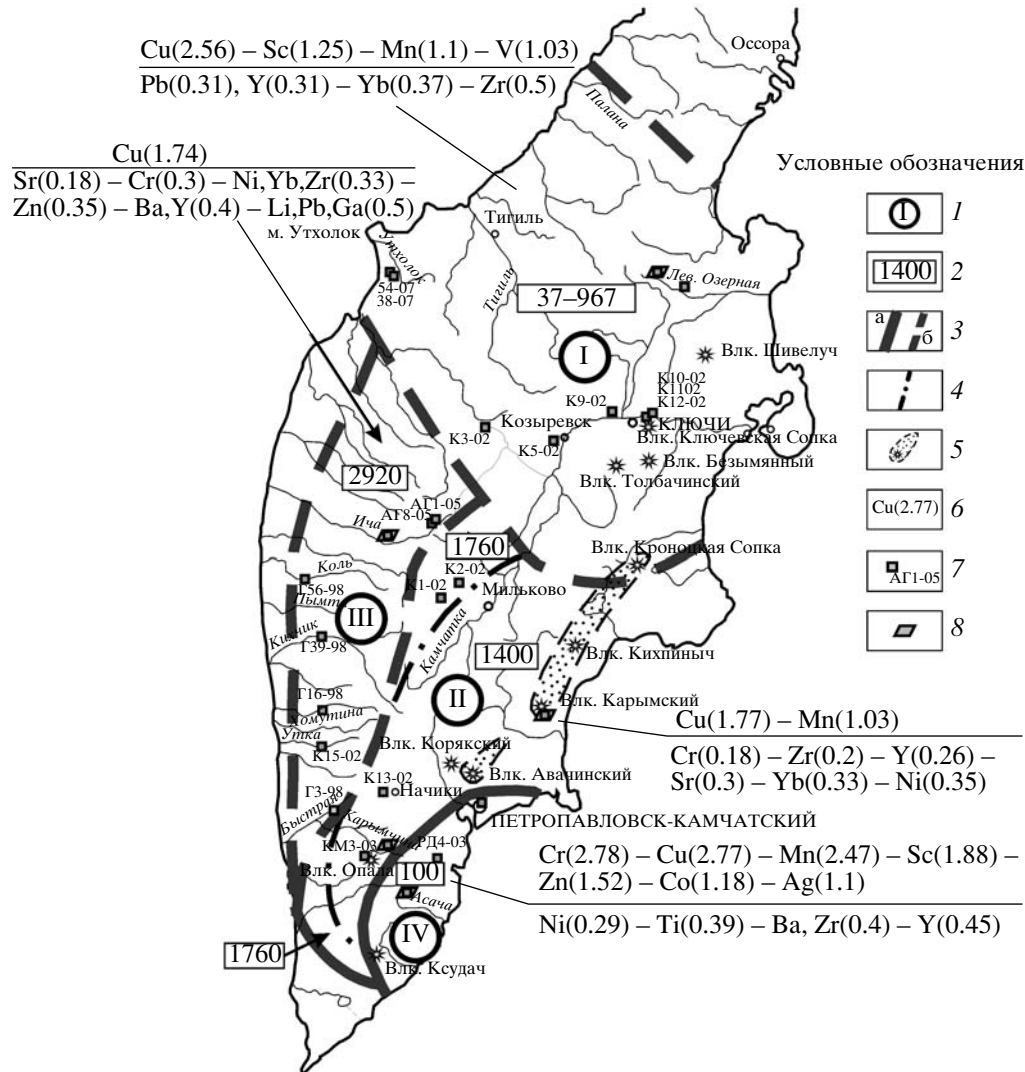 Cu(2.56) – Sc(1.25) – Mn(1.1) – V(1.03)
Pb(0.31), Y(0.31) – Yb(0.37) – Zr(0.5)
Оссора
Палана
Cu(1.74)
Sr(0.18) – Cr(0.3) – Ni,Yb,Zr(0.33) –
Zn(0.35) – Ba,Y(0.4) – Li,Pb,Ga(0.5)
м. Утхолок
Утхолок
54-07
38-07
Тигиль
Тигиль
Лев. Озерная
37–967
I
Влк. Шивелуч
К10-02
К1102
К12-02
К9-02
КЛЮЧИ
Влк. Ключевская Сопка
Козыревск
К3-02
К5-02
Влк. Безымянный
Влк. Толбачинский
2920
АГ1-05
АГ8-05
Ича
1760
Влк. Кроноцкая Сопка
К2-02
К1-02
Мильково
Коль
Г56-98
Пымта
III
Кихчик
Г39-98
Камчатка
1400
Влк. Кихпиныч
II
Г16-98
Хомутина
Утка
К15-02
Влк. Карымский
Cu(1.77) – Mn(1.03)
Cr(0.18) – Zr(0.2) – Y(0.26) –
Sr(0.3) – Yb(0.33) – Ni(0.35)
Влк. Корякский
Влк. Авачинский
К13-02
Начики
Г3-98
Быстрая
Карымчина
ПЕТРОПАВЛОВСК-КАМЧАТСКИЙ
КМ3-03
РД4-03
Влк. Опала
100
Асача
Cr(2.78) – Cu(2.77) – Mn(2.47) – Sc(1.88) –
Zn(1.52) – Co(1.18) – Ag(1.1)
Ni(0.29) – Ti(0.39) – Ba, Zr(0.4) – Y(0.45)
IV
1760
Влк. Ксудач
Условные обозначения
I 1
1400 2
а б 3
4
5
Cu(2.77) 6
АГ1-05 7
8